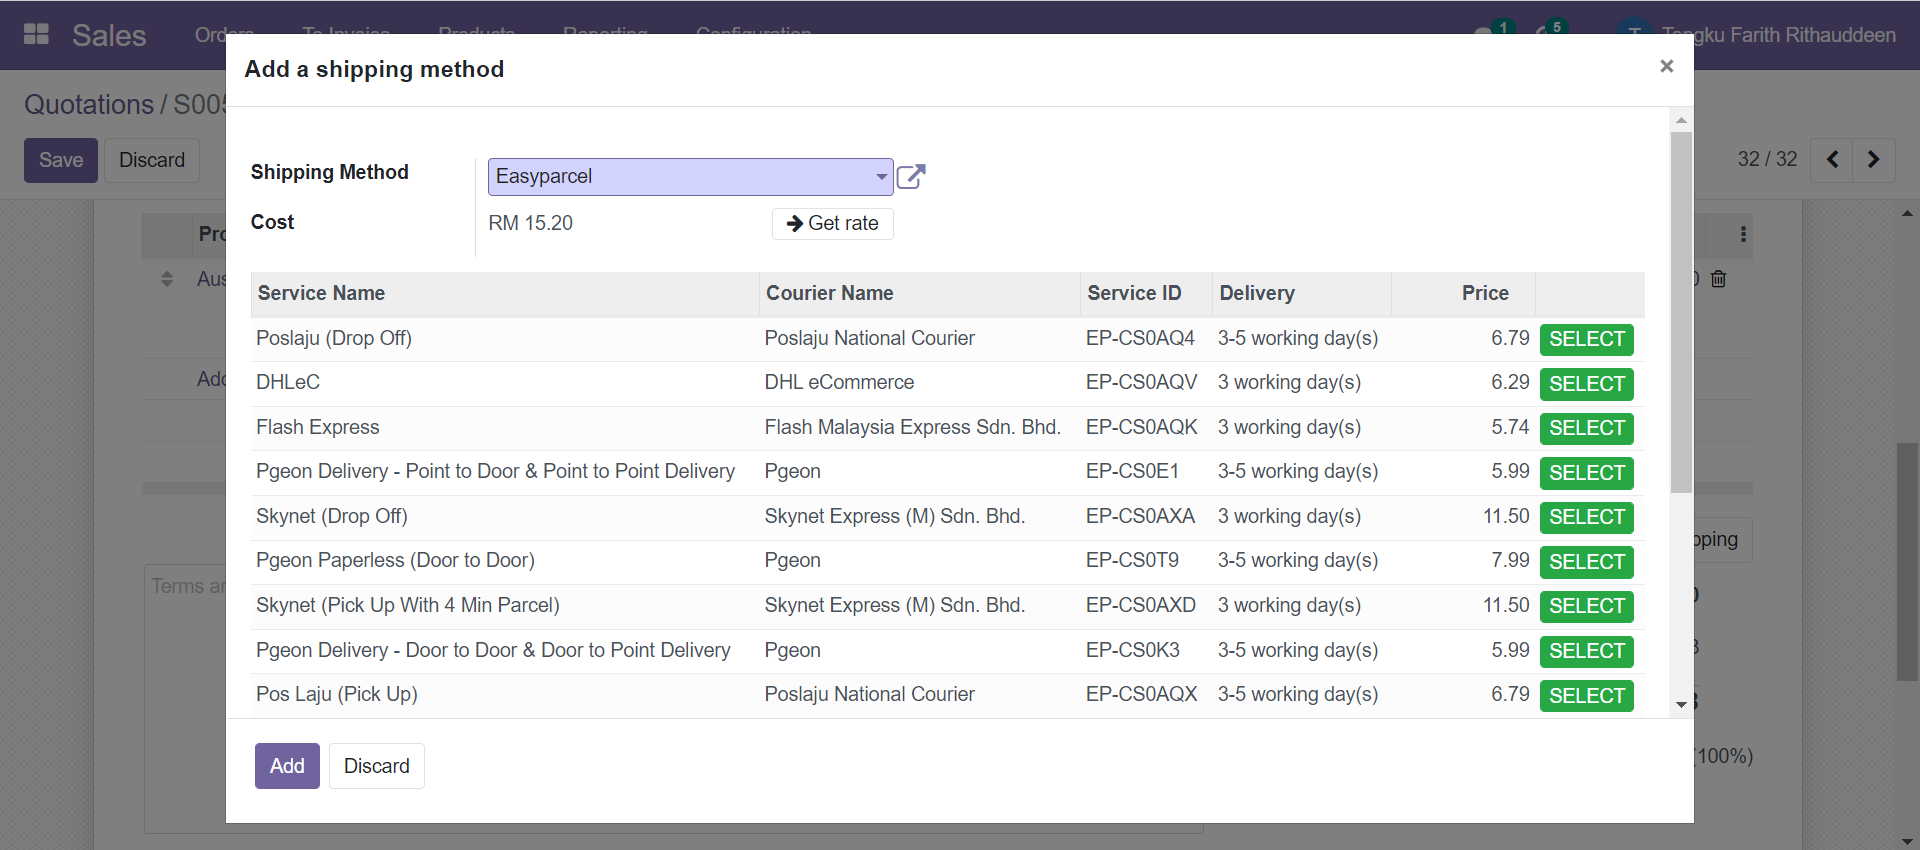 Sales
1
5
Tengku Farith Rithauddeen
Add a shipping method
×
Quotations / S005
Save
Discard
32 / 32
Shipping Method
Easyparcel
Cost
RM 15.20
Get rate
Service Name Courier Name Service ID Delivery Price
Poslaju (Drop Off) Poslaju National Courier EP-CS0AQ4 3-5 working day(s) 6.79 SELECT
DHLeC DHL eCommerce EP-CS0AQV 3 working day(s) 6.29 SELECT
Flash Express Flash Malaysia Express Sdn. Bhd. EP-CS0AQK 3 working day(s) 5.74 SELECT
Pgeon Delivery - Point to Door & Point to Point Delivery Pgeon EP-CS0E1 3-5 working day(s) 5.99 SELECT
Skynet (Drop Off) Skynet Express (M) Sdn. Bhd. EP-CS0AXA 3 working day(s) 11.50 SELECT
Pgeon Paperless (Door to Door) Pgeon EP-CS0T9 3-5 working day(s) 7.99 SELECT
Skynet (Pick Up With 4 Min Parcel) Skynet Express (M) Sdn. Bhd. EP-CS0AXD 3 working day(s) 11.50 SELECT
Pgeon Delivery - Door to Door & Door to Point Delivery Pgeon EP-CS0K3 3-5 working day(s) 5.99 SELECT
Pos Laju (Pick Up) Poslaju National Courier EP-CS0AQX 3-5 working day(s) 6.79 SELECT
Terms
(100%)
Add
Discard